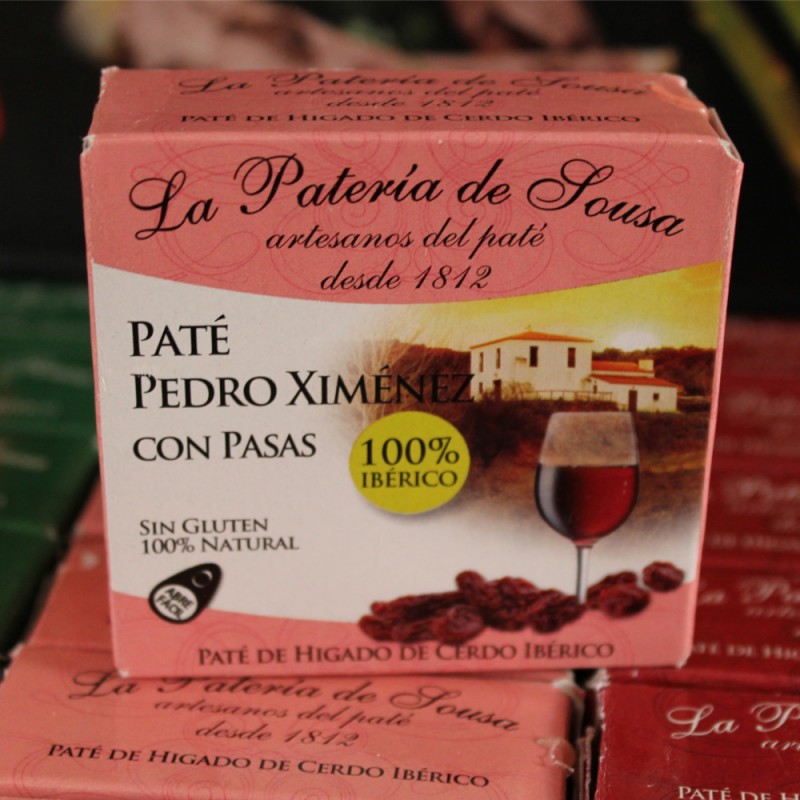 La Patería de Sousa
artesanos del paté
desde 1812
PATÉ DE HIGADO DE CERDO IBÉRICO
La Patería de Sousa
artesanos del paté
desde 1812
PATÉ
PEDRO XIMÉNEZ
CON PASAS
100%
IBÉRICO
SIN GLUTEN
100% NATURAL
ABRE
FÁCIL
PATÉ DE HIGADO DE CERDO IBÉRICO
La Patería de Sousa
artesanos del paté
desde 1812
PATÉ DE HIGADO DE CERDO IBÉRICO
La P
PATÉ DE H